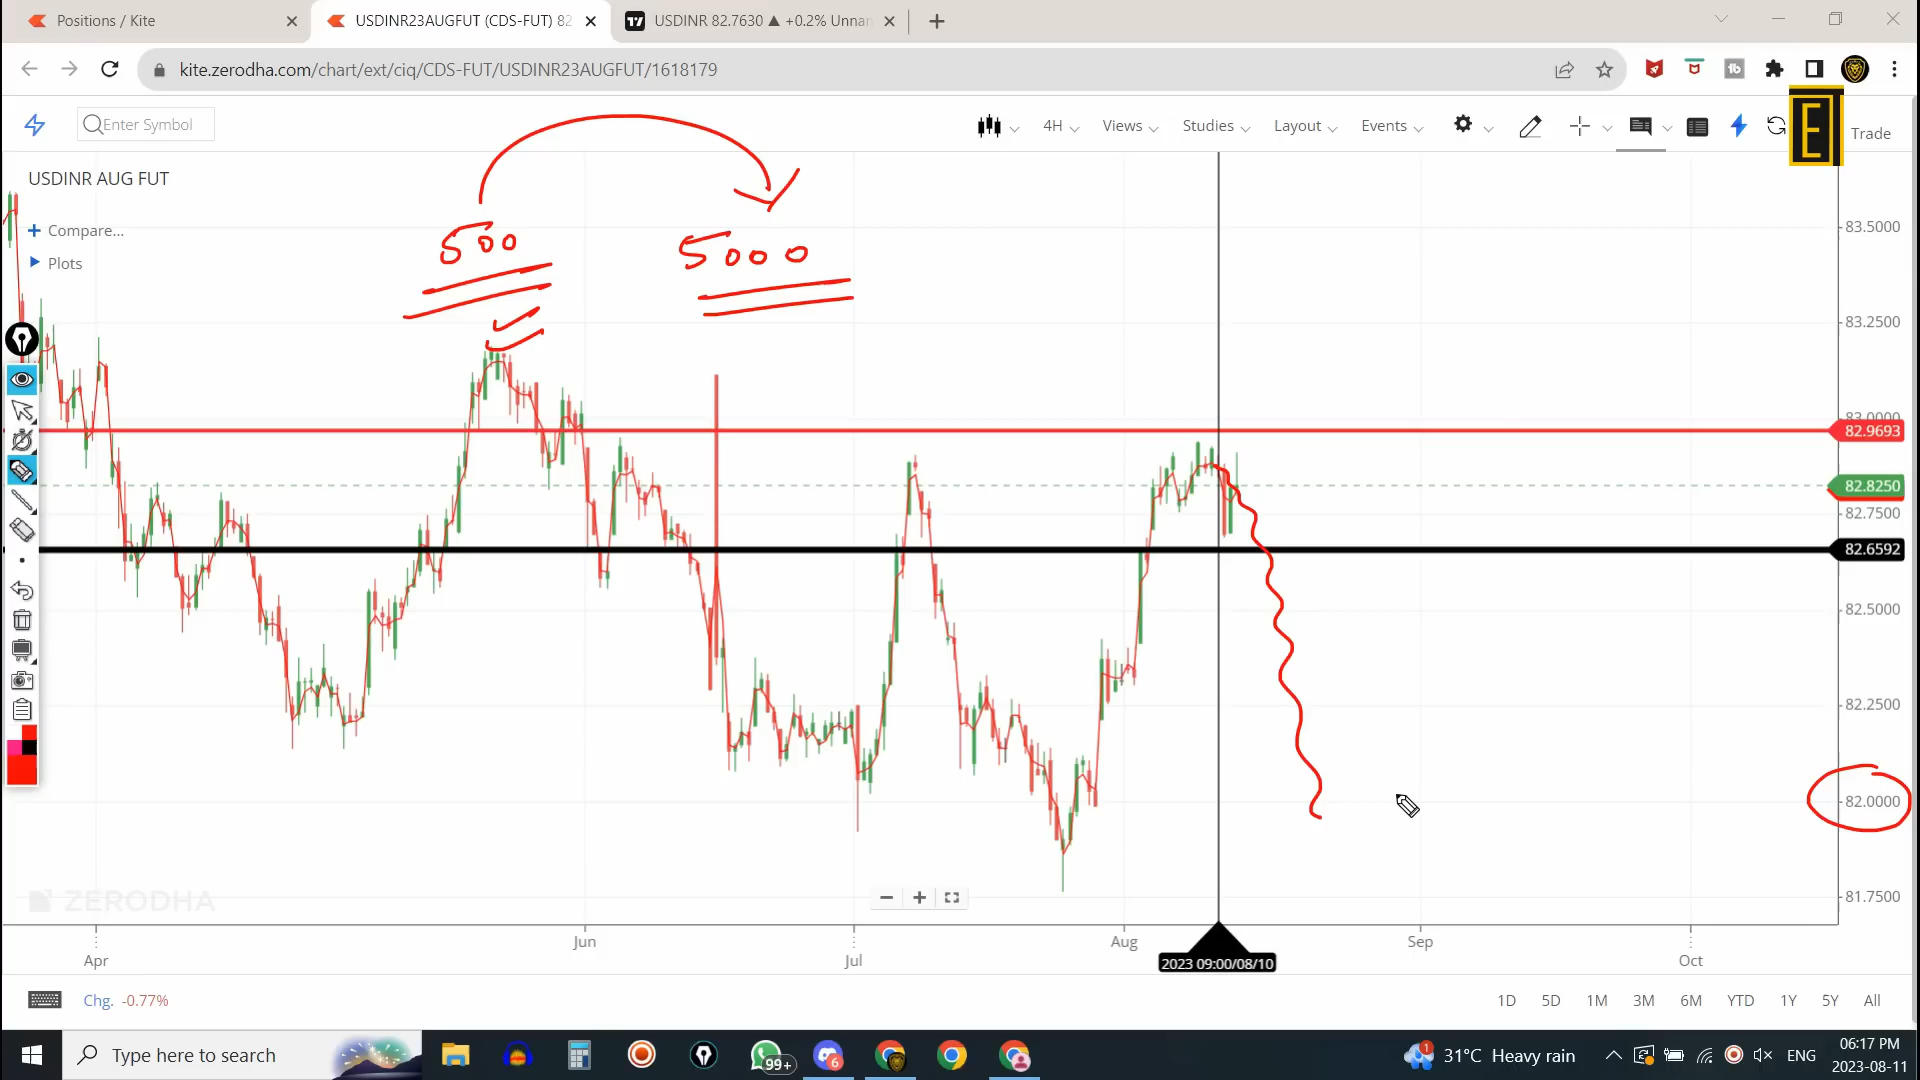 Positions / Kite
USDINR23AUGFUT (CDS-FUT) 82
USDINR 82.7630 ▲ +0.2% Unnan
kite.zerodha.com/chart/ext/ciq/CDS-FUT/USDINR23AUGFUT/1618179
Enter Symbol
4H
Views
Studies
Layout
Events
E
Trade
USDINR AUG FUT
+ Compare...
Plots
500
5000
83.5000
83.2500
83.0000
82.9693
82.8250
82.7500
82.6592
82.5000
82.2500
82.0000
81.7500
ZERODHA
Apr
Jun
Jul
Aug
Sep
Oct
2023 09:00/08/10
Chg. -0.77%
1D 5D 1M 3M 6M YTD 1Y 5Y All
Type here to search
99+
6
1
31°C Heavy rain
ENG
06:17 PM
2023-08-11